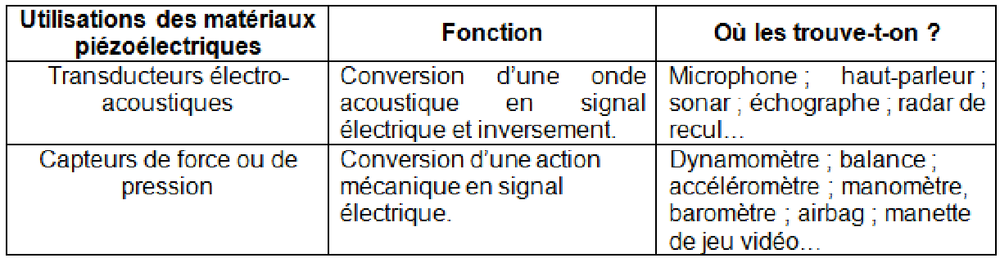 Utilisations des matériaux
piézoélectriques
Fonction
Où les trouve-t-on ?
Transducteurs électro-
acoustiques
Conversion d'une onde
acoustique en signal
électrique et inversement.
Microphone ; haut-parleur ;
sonar ; échographe ; radar de
recul…
Capteurs de force ou de
pression
Conversion d'une action
mécanique en signal
électrique.
Dynamomètre ; balance ;
accéléromètre ; manomètre,
baromètre ; airbag ; manette
de jeu vidéo…